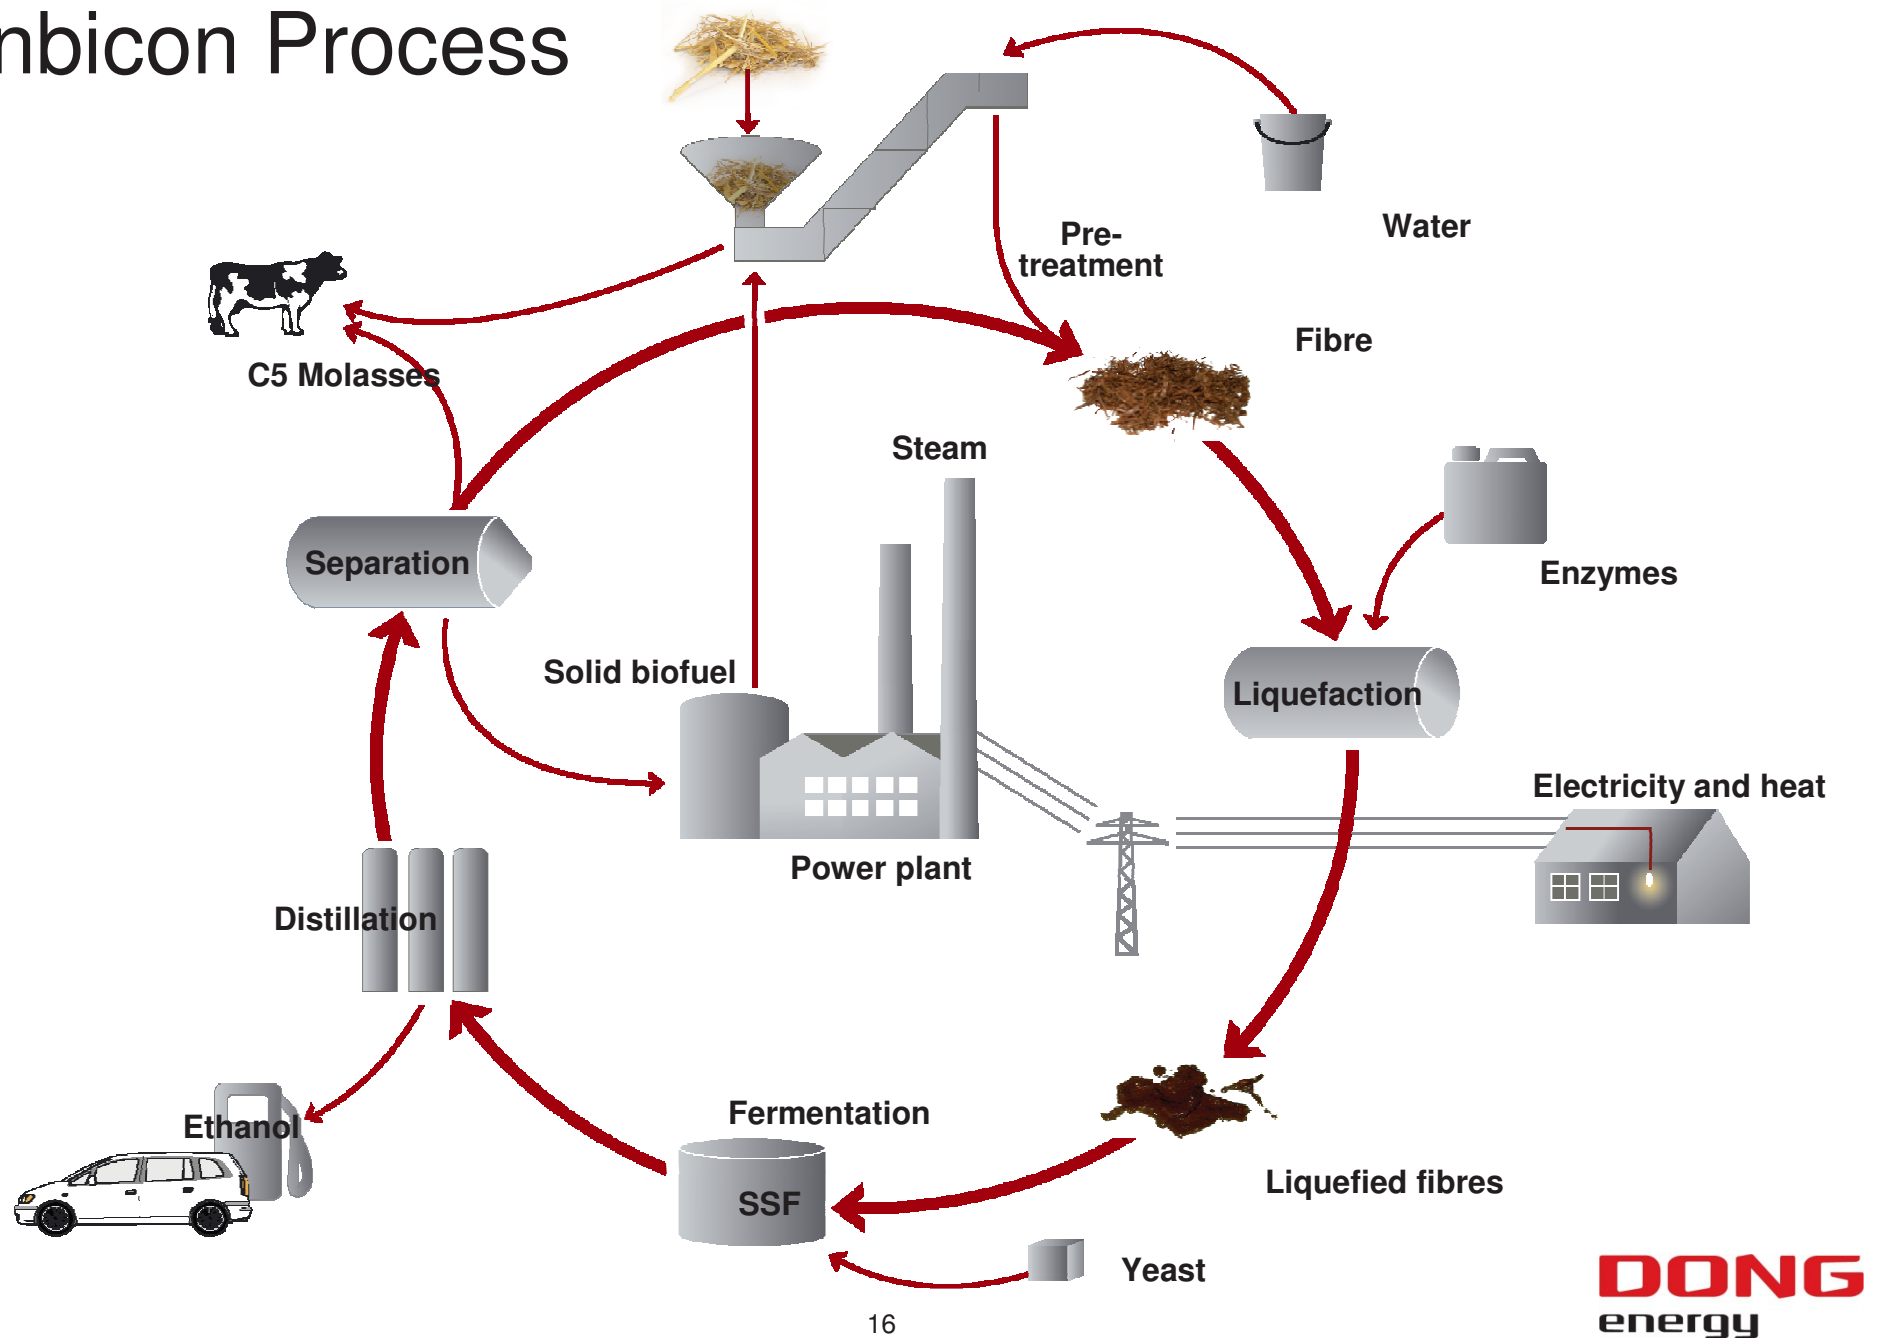 nbicon Process
Water
Pre-
treatment
Fibre
C5 Molasses
Steam
Separation
Enzymes
Solid biofuel
Liquefaction
Electricity and heat
Power plant
Distillation
Ethanol
Fermentation
SSF
Liquefied fibres
Yeast
16
DONG
energy